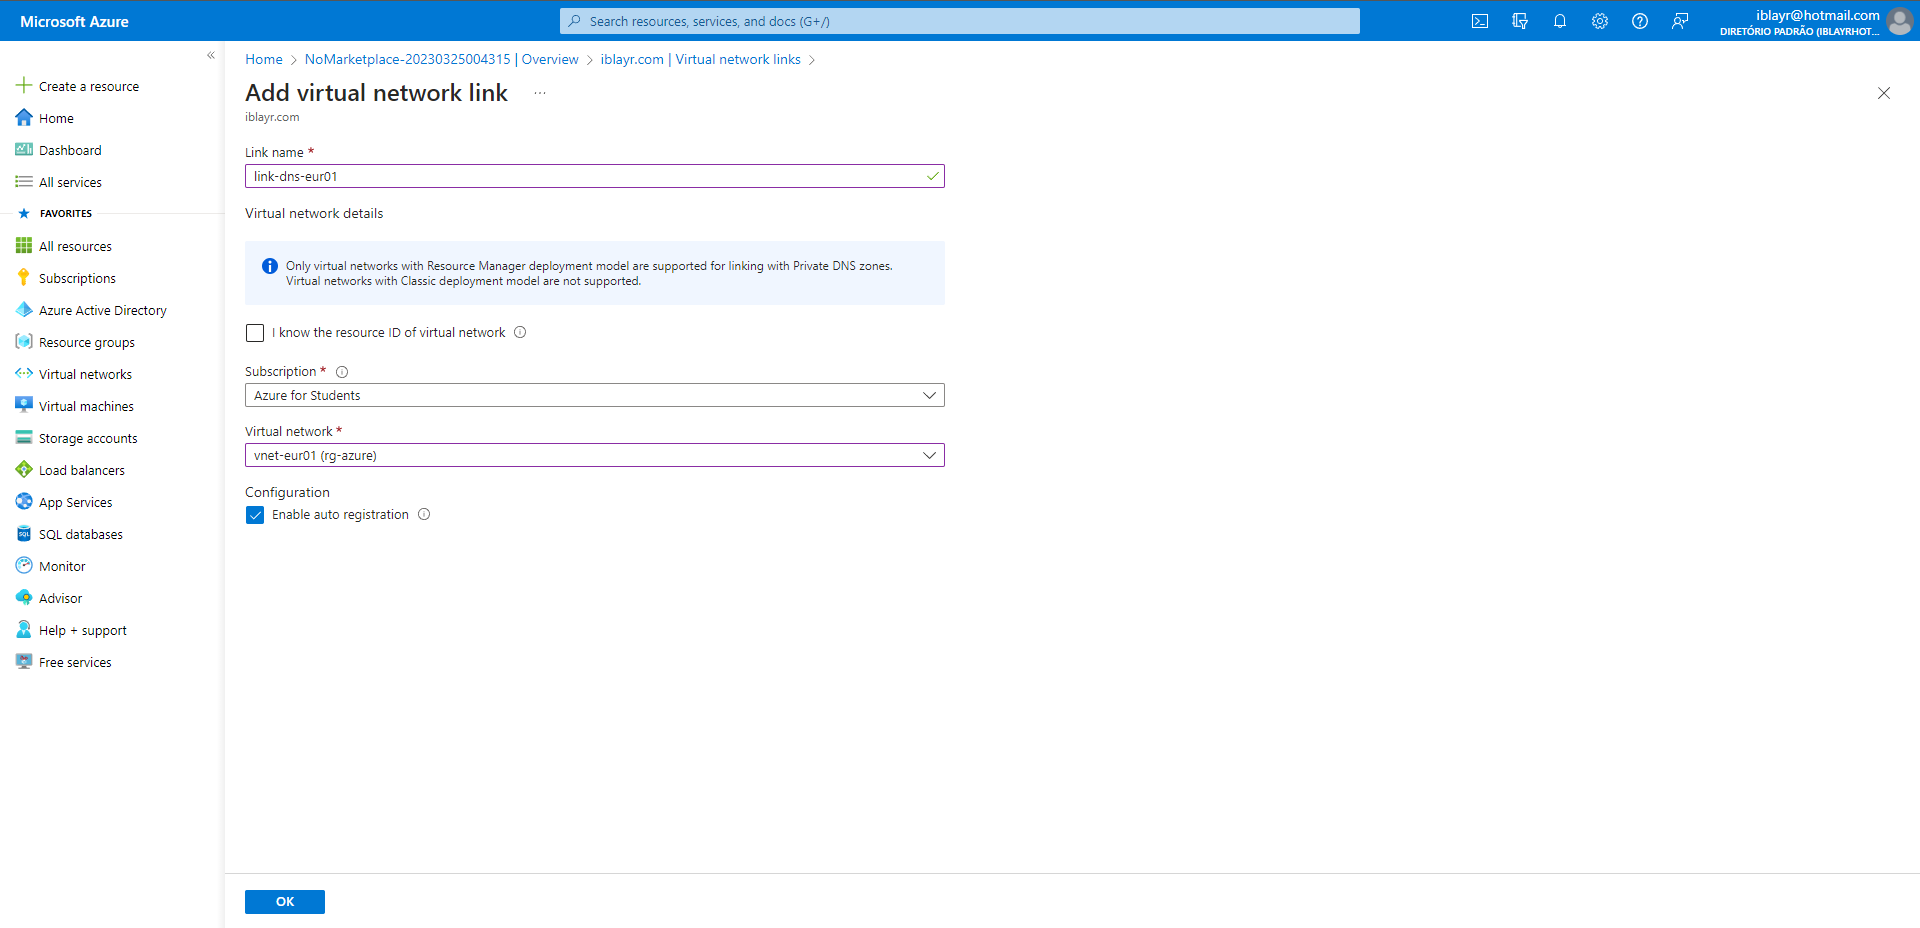 Microsoft Azure
Search resources, services, and docs (G+/)
iblayr@hotmail.com
DIRETÓRIO PADRÃO (IBLAYRHOT...
«
Create a resource
Home
Dashboard
All services
FAVORITES
All resources
Subscriptions
Azure Active Directory
Resource groups
Virtual networks
Virtual machines
Storage accounts
Load balancers
App Services
SQL databases
Monitor
Advisor
Help + support
Free services
Home > NoMarketplace-20230325004315 | Overview > iblayr.com | Virtual network links >
Add virtual network link ...
iblayr.com
Link name *
link-dns-eur01
Virtual network details
Only virtual networks with Resource Manager deployment model are supported for linking with Private DNS zones.
Virtual networks with Classic deployment model are not supported.
I know the resource ID of virtual network
Subscription *
Azure for Students
Virtual network *
vnet-eur01 (rg-azure)
Configuration
Enable auto registration
OK